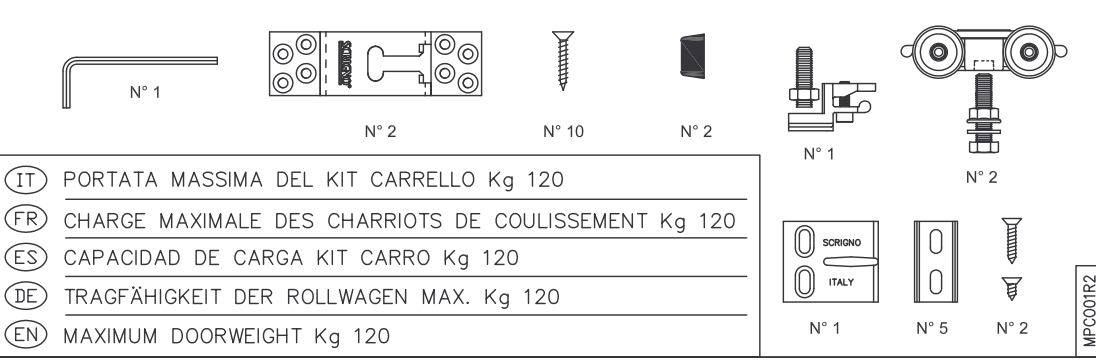 SCRIGNO
N° 1
N° 2
N° 10
N° 2
N° 1
N° 2
IT PORTATA MASSIMA DEL KIT CARRELLO Kg 120
FR CHARGE MAXIMALE DES CHARRIOTS DE COULISSEMENT Kg 120
ES CAPACIDAD DE CARGA KIT CARRO Kg 120
DE TRAGFÄHIGKEIT DER ROLLWAGEN MAX. Kg 120
EN MAXIMUM DOORWEIGHT Kg 120
SCRIGNO
ITALY
N° 1
N° 5
N° 2
MPC001R2